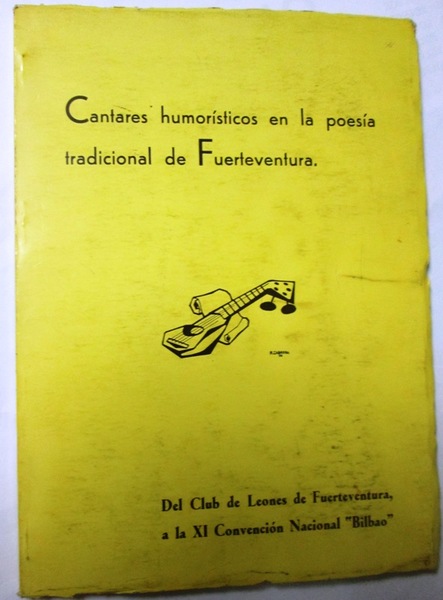 Cantares humorísticos en la poesía
tradicional de Fuerteventura.
Del Club de Leones de Fuerteventura,
a la XI Convención Nacional "Bilbao"